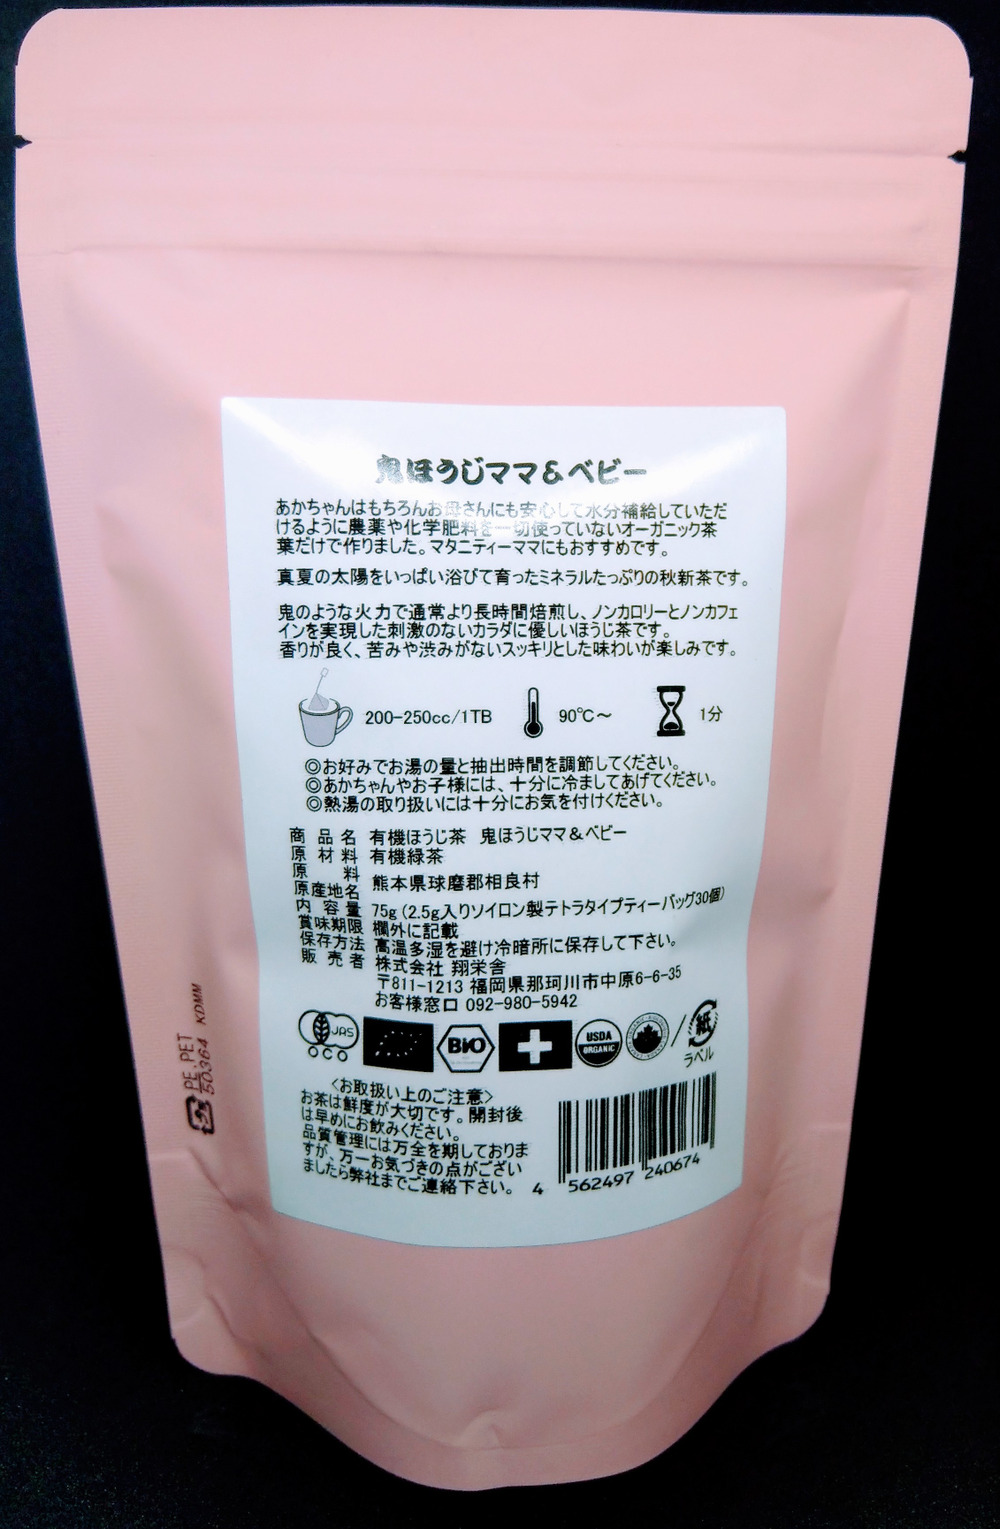 鬼ほうじママ&ベビー
あかちゃんはもちろんお母さんにも安心して水分補給していただ
けるように農薬や化学肥料を一切使っていないオーガニック茶
葉だけで作りました。マタニティーママにもおすすめです。
真夏の太陽をいっぱい浴びて育ったミネラルたっぷりの秋新茶です。
鬼のような火力で通常より長時間焙煎し、ノンカロリーとノンカフェ
インを実現した刺激のないカラダに優しいほうじ茶です。
香りが良く、苦みや渋みがないスッキリとした味わいが楽しみです。
200-250cc/1TB 90℃〜 1分
◎お好みでお湯の量と抽出時間を調節してください。
◎あかちゃんやお子様には、十分に冷ましてあげてください。
◎熱湯の取り扱いには十分にお気を付けください。
商品名 有機ほうじ茶 鬼ほうじママ&ベビー
原材料 有機緑茶
原料
原産地名 熊本県球磨郡相良村
内容量 75g(2.5g入りソイロン製テトラタイプティーバッグ30個)
賞味期限 欄外に記載
保存方法 高温多湿を避け冷暗所に保存して下さい。
販売者 株式会社 翔栄舎
〒811-1213 福岡県那珂川市中原6-6-35
お客様窓口 092-980-5942
JAS
OCO
BiO
USDA
ORGANIC
紙
ラベル
<お取扱い上のご注意>
お茶は鮮度が大切です。開封後
は早めにお飲みください。
品質管理には万全を期しておりま
すが、万一お気づきの点がござい
ましたら弊社までご連絡下さい。
4 562497 240674
PE,PET
50364 KDMM